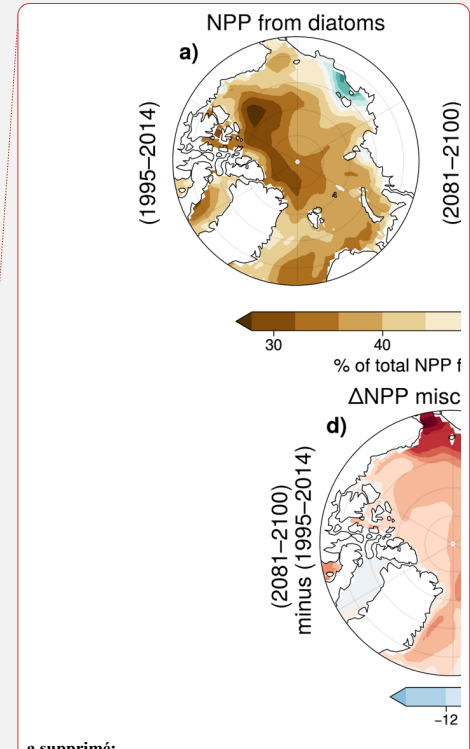 NPP from diatoms
a)
(1995–2014)
(2081–2100)
30
40
% of total NPP f
ΔNPP misc
d)
(2081–2100)
minus (1995–2014)
−12
a supprimé: